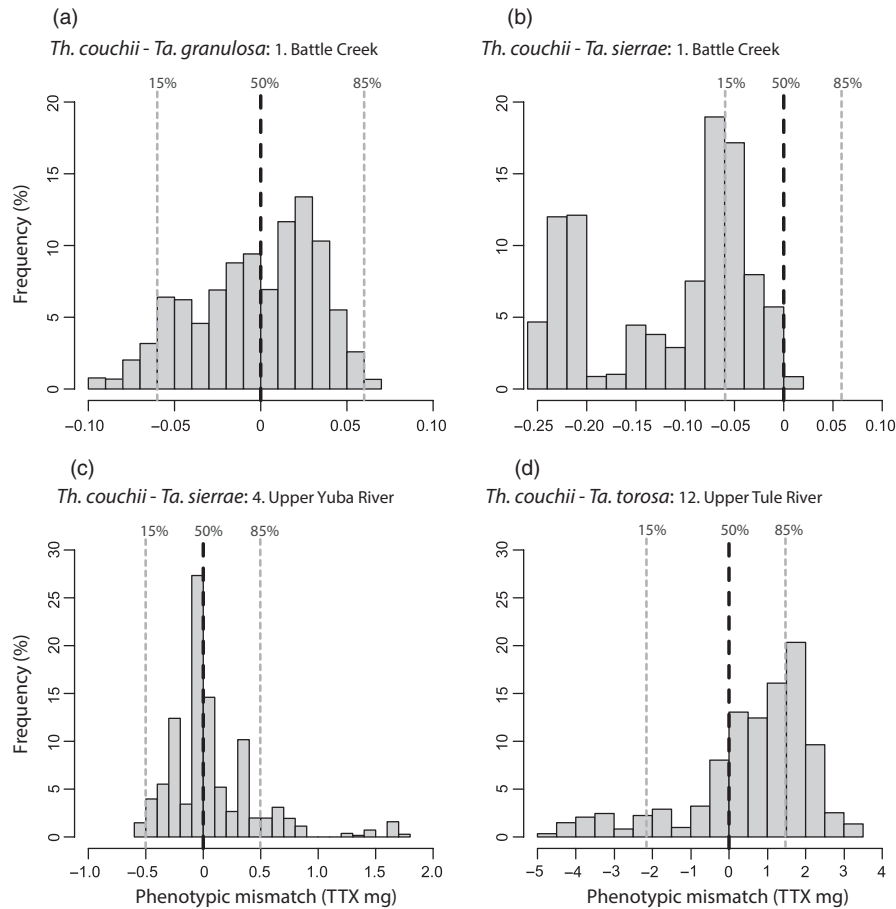 (a)
Th. couchii - Ta. granulosa: 1. Battle Creek
15% 50% 85%
Frequency (%)
20
15
10
5
0
−0.10 −0.05 0 0.05 0.10
(b)
Th. couchii - Ta. sierrae: 1. Battle Creek
15% 50% 85%
20
15
10
5
0
−0.25 −0.20 −0.15 −0.10 −0.05 0 0.05 0.10
(c)
Th. couchii - Ta. sierrae: 4. Upper Yuba River
15% 50% 85%
Frequency (%)
30
25
20
15
10
5
0
−1.0 −0.5 0 0.5 1.0 1.5 2.0
Phenotypic mismatch (TTX mg)
(d)
Th. couchii - Ta. torosa: 12. Upper Tule River
15% 50% 85%
30
25
20
15
10
5
0
−5 −4 −3 −2 −1 0 1 2 3 4
Phenotypic mismatch (TTX mg)